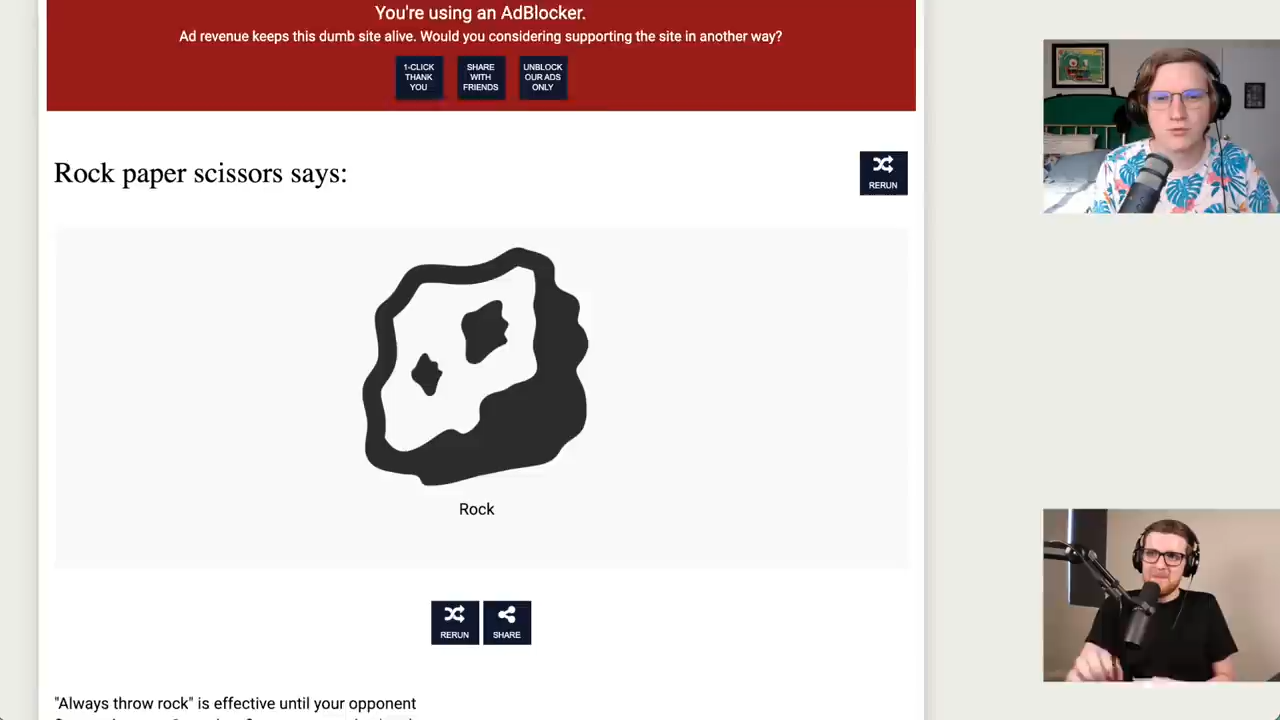 You're using an AdBlocker.
Ad revenue keeps this dumb site alive. Would you considering supporting the site in another way?
1-CLICK
THANK
YOU
SHARE
WITH
FRIENDS
UNBLOCK
OUR ADS
ONLY
Rock paper scissors says:
RERUN
Rock
RERUN
SHARE
"Always throw rock" is effective until your opponent